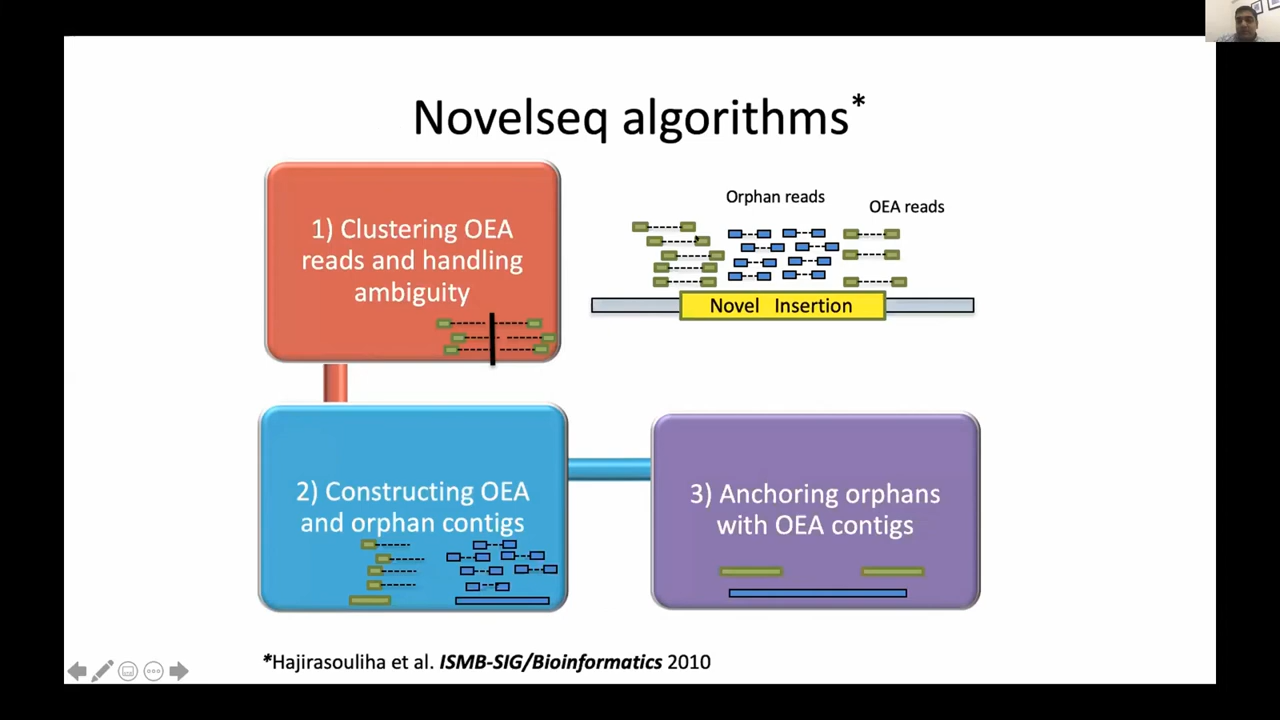 Novelseq algorithms*
1) Clustering OEA
reads and handling
ambiguity
Orphan reads
OEA reads
Novel Insertion
2) Constructing OEA
and orphan contigs
3) Anchoring orphans
with OEA contigs
*Hajirasouliha et al. ISMB-SIG/Bioinformatics 2010